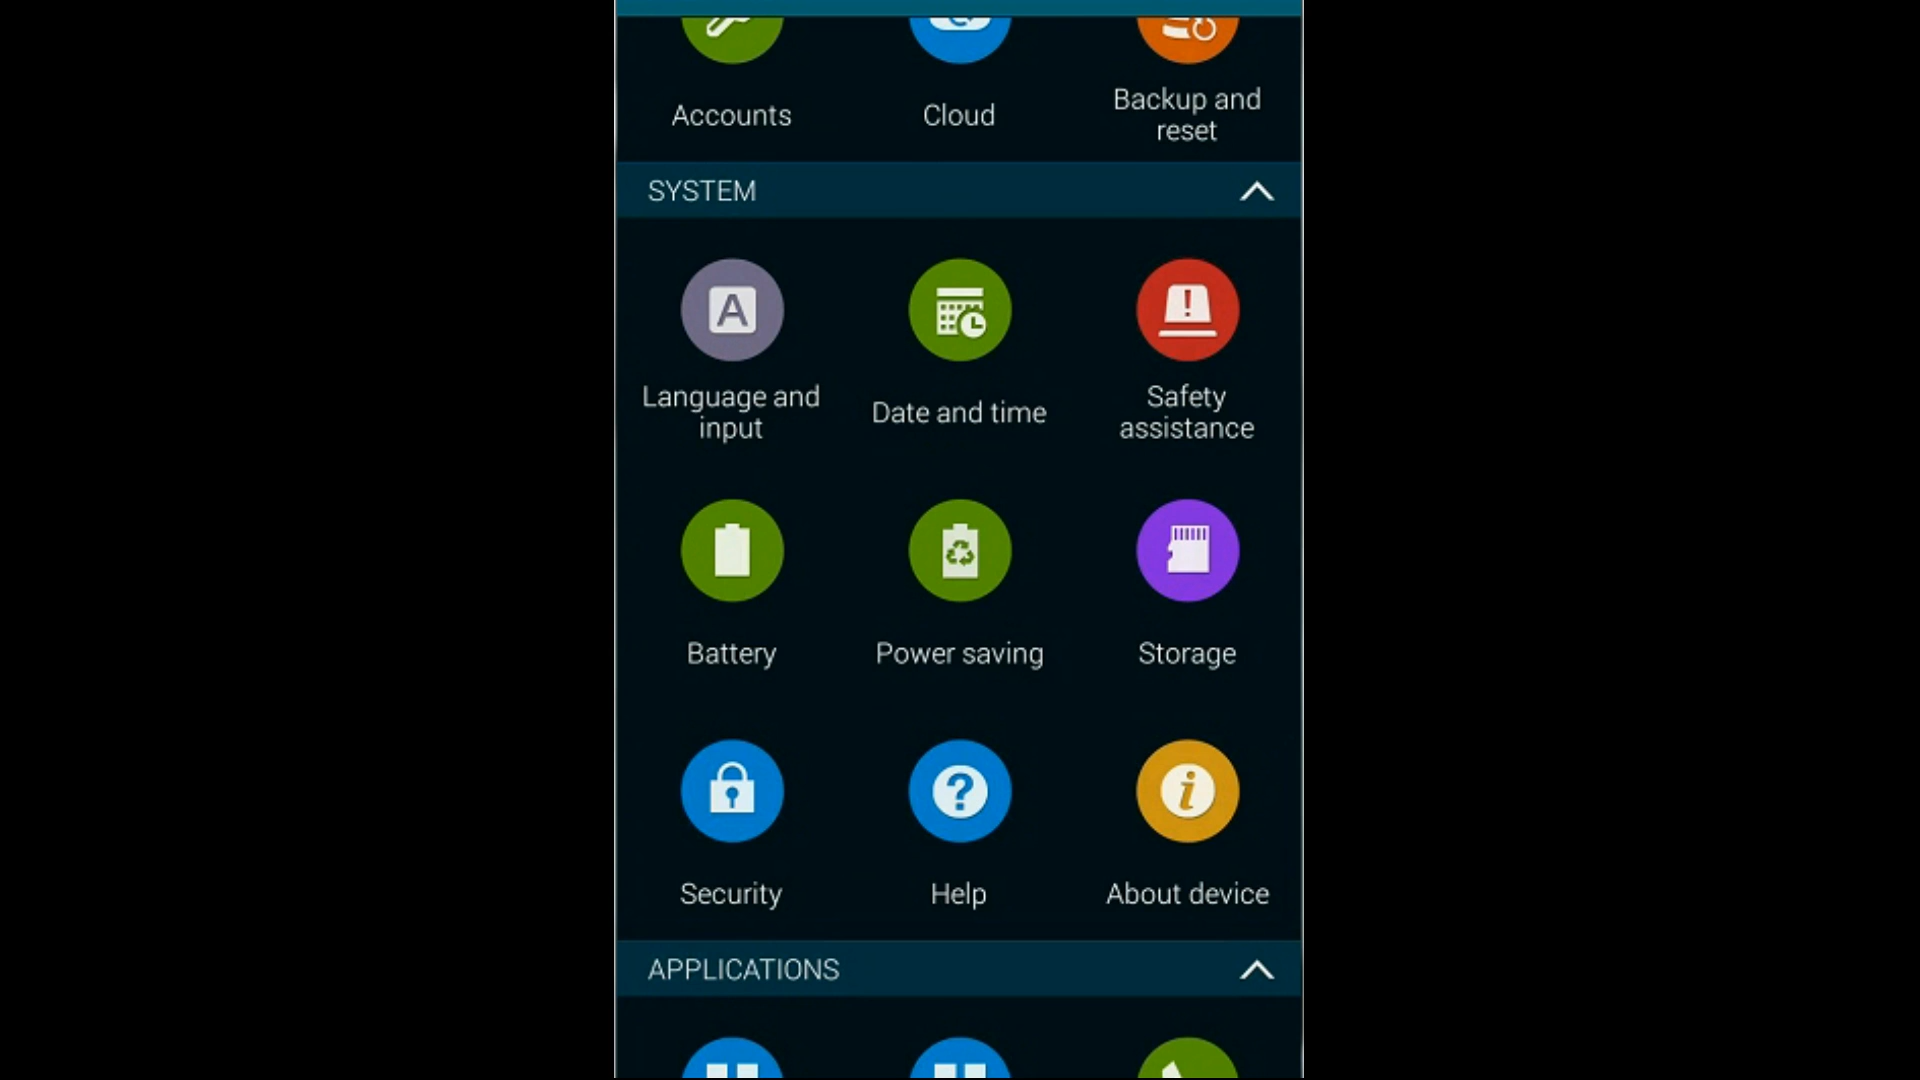 Accounts
Cloud
Backup and
reset
SYSTEM
Language and
input
Date and time
Safety
assistance
Battery
Power saving
Storage
Security
Help
About device
APPLICATIONS